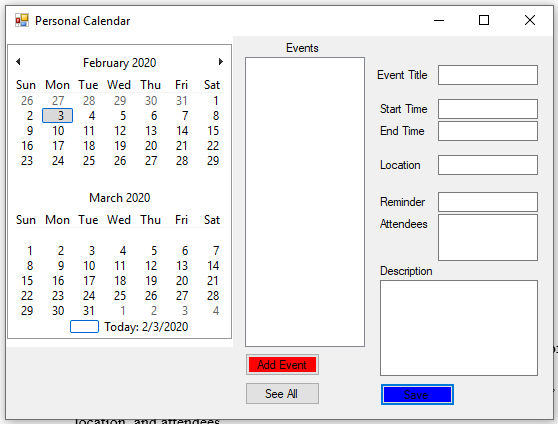 Personal Calendar
February 2020
Sun Mon Tue Wed Thu Fri Sat
26 27 28 29 30 31 1
2 3 4 5 6 7 8
9 10 11 12 13 14 15
16 17 18 19 20 21 22
23 24 25 26 27 28 29
March 2020
Sun Mon Tue Wed Thu Fri Sat
1 2 3 4 5 6 7
8 9 10 11 12 13 14
15 16 17 18 19 20 21
22 23 24 25 26 27 28
29 30 31 1 2 3 4
Today: 2/3/2020
Events
Add Event
See All
Event Title
Start Time
End Time
Location
Reminder
Attendees
Description
Save
location, and attendees